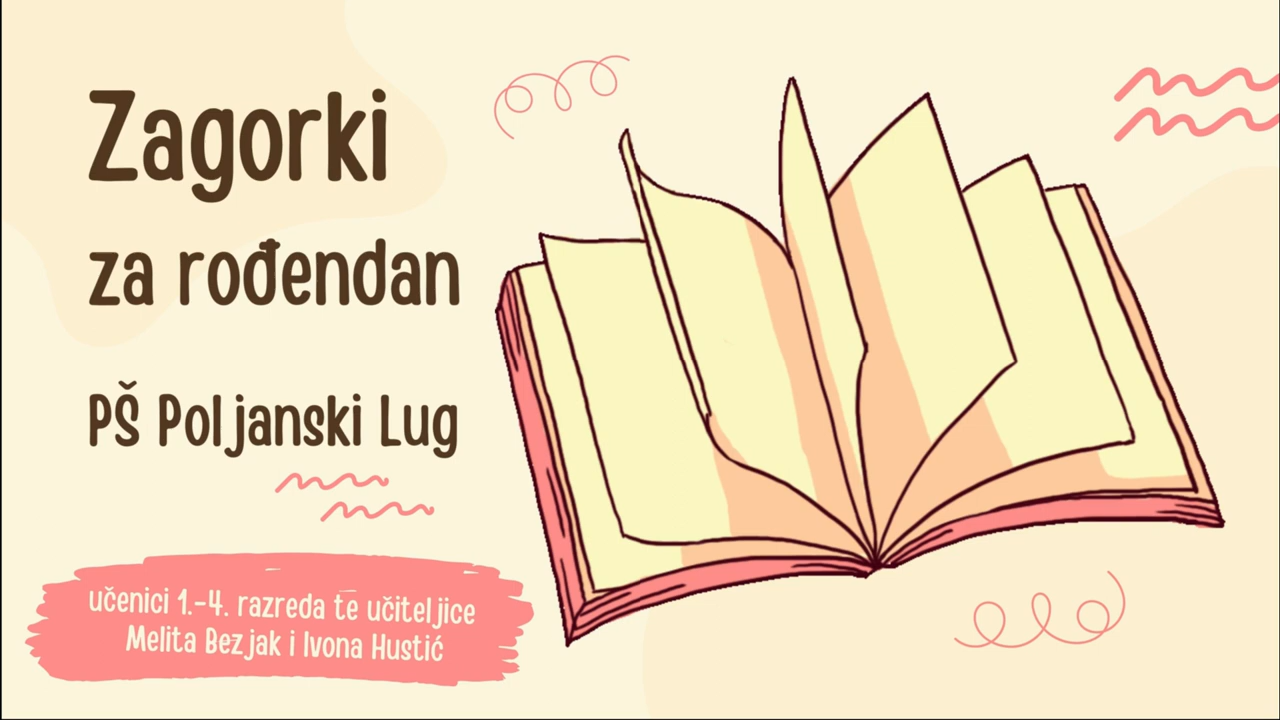 Zagorki
za rođendan
PŠ Poljanski Lug
učenici 1.-4. razreda te učiteljice
Melita Bezjak i Ivona Hustić